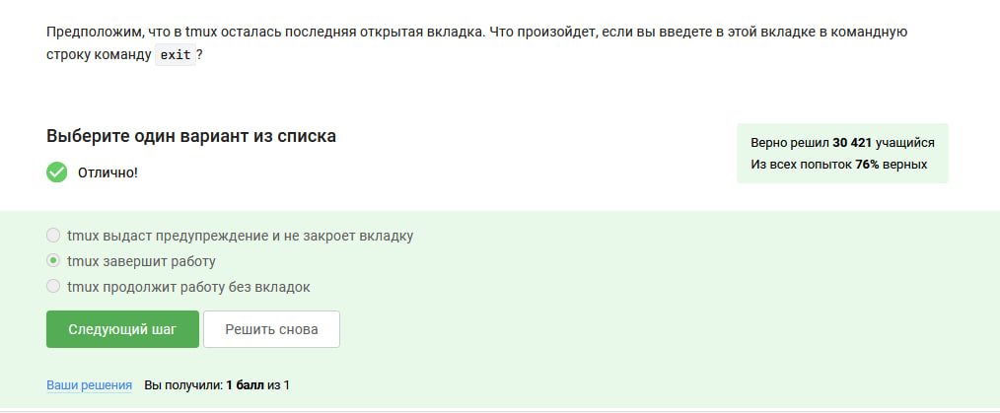 Предположим, что в tmux осталась последняя открытая вкладка. Что произойдет, если вы введете в этой вкладке в командную
строку команду exit ?
Выберите один вариант из списка
Отлично!
Верно решил 30 421 учащийся
Из всех попыток 76% верных
tmux выдаст предупреждение и не закроет вкладку
tmux завершит работу
tmux продолжит работу без вкладок
Следующий шаг
Решить снова
Ваши решения Вы получили: 1 балл из 1